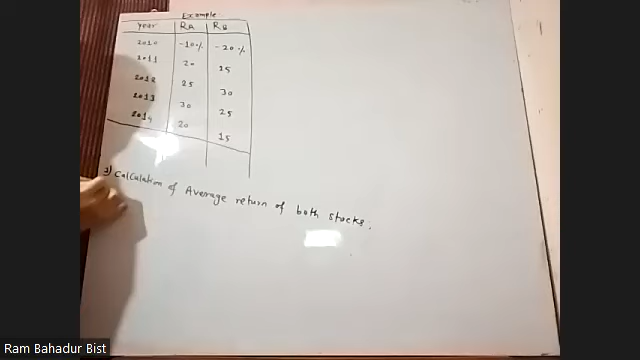 Example
Year RA RB
2010 -10% -20%
2011 20 25
2012 25 30
2013 30 25
2014 20 15
a) Calculation of Average return of both stocks:
Ram Bahadur Bist